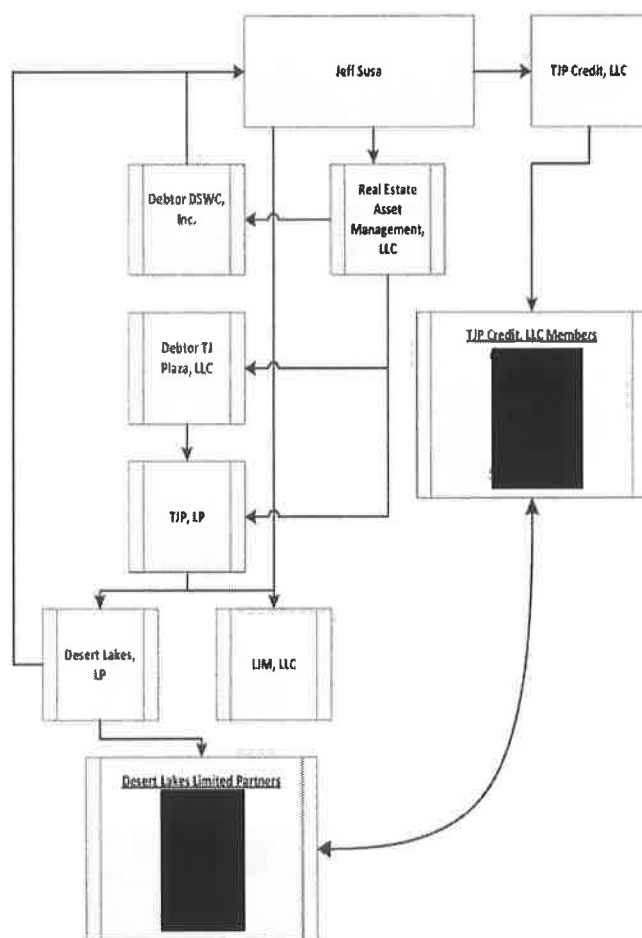 Jeff Susa
TJP Credit, LLC
Debtor DSWC,
Inc.
Real Estate
Asset
Management,
LLC
TJP Credit, LLC Members
Debtor TJ
Plaza, LLC
TJP, LP
Desert Lakes,
LP
LJM, LLC
Desert Lakes Limited Partners